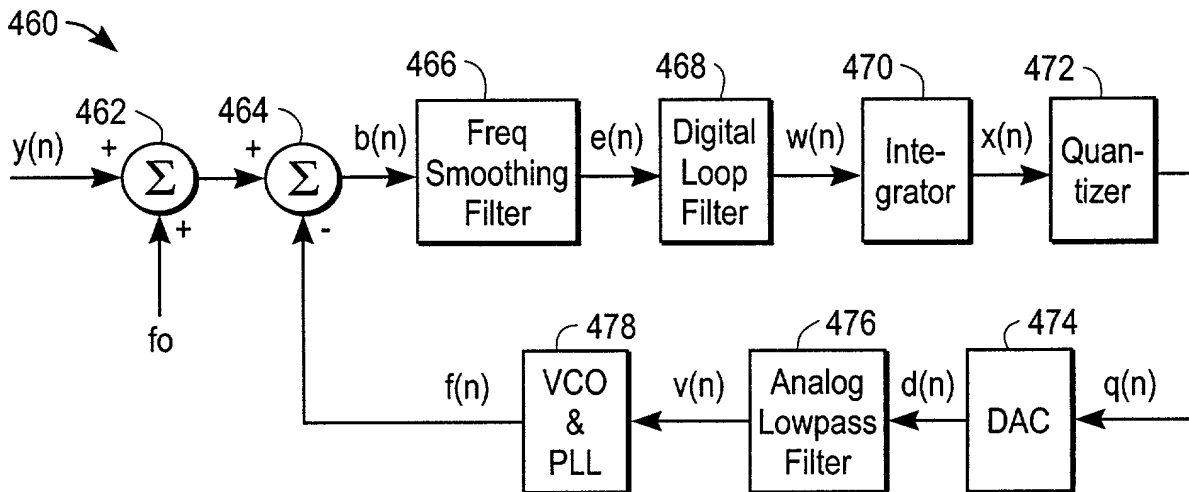 460
462
464
466
468
470
472
y(n)
+
Σ
+
+
Σ
-
b(n)
Freq
Smoothing
Filter
e(n)
Digital
Loop
Filter
w(n)
Inte-
grator
x(n)
Quan-
tizer
fo
478
476
474
f(n)
VCO
&
PLL
v(n)
Analog
Lowpass
Filter
d(n)
DAC
q(n)